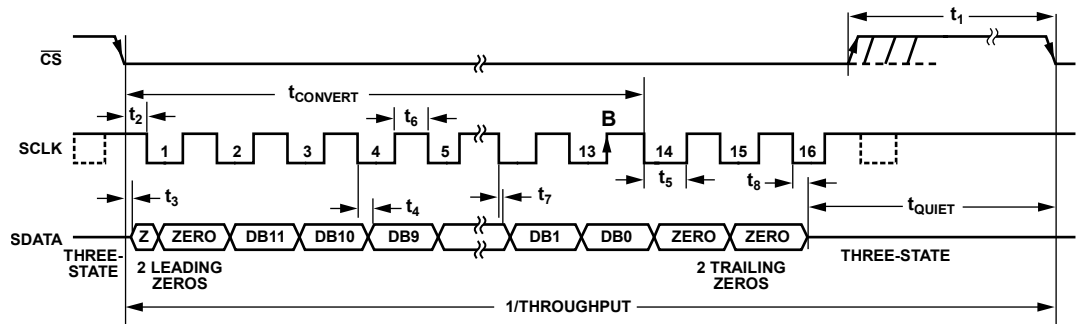 t1
CS
tCONVERT
t2
t6
B
SCLK
1 2 3 4 5 13 14 15 16
t3
t4
t7
t5
t8
tQUIET
SDATA
Z ZERO DB11 DB10 DB9 DB1 DB0 ZERO ZERO
THREE-
STATE
2 LEADING
ZEROS
2 TRAILING
ZEROS
THREE-STATE
1/THROUGHPUT